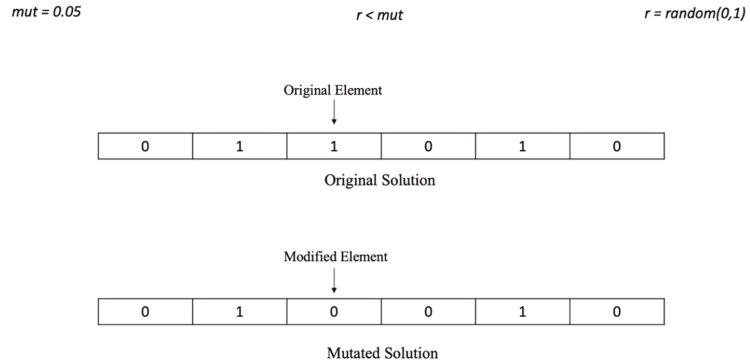 mut = 0.05 r < mut r = random(0,1)
Original Element
0 1 1 0 1 0
Original Solution
Modified Element
0 1 0 0 1 0
Mutated Solution